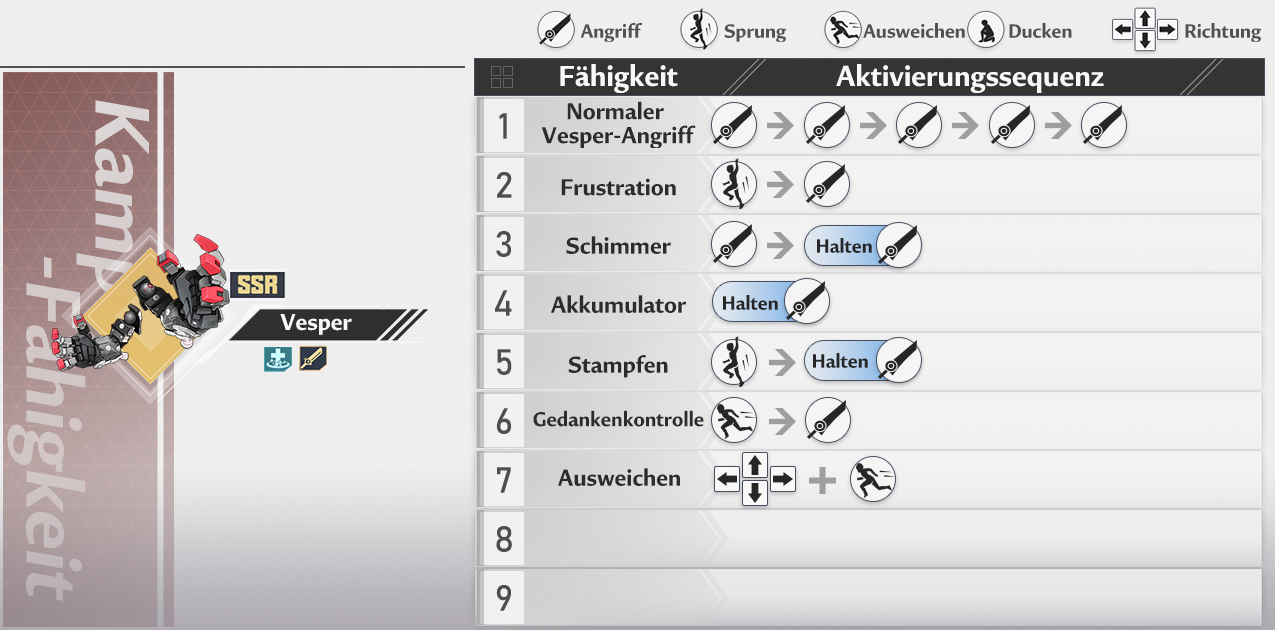 Angriff
Sprung
Ausweichen
Ducken
Richtung
Kampf
-Fähigkeit
SSR
Vesper
Fähigkeit
Aktivierungssequenz
1
Normaler
Vesper-Angriff
2
Frustration
3
Schimmer
Halten
4
Akkumulator
Halten
5
Stampfen
Halten
6
Gedankenkontrolle
7
Ausweichen
8
9